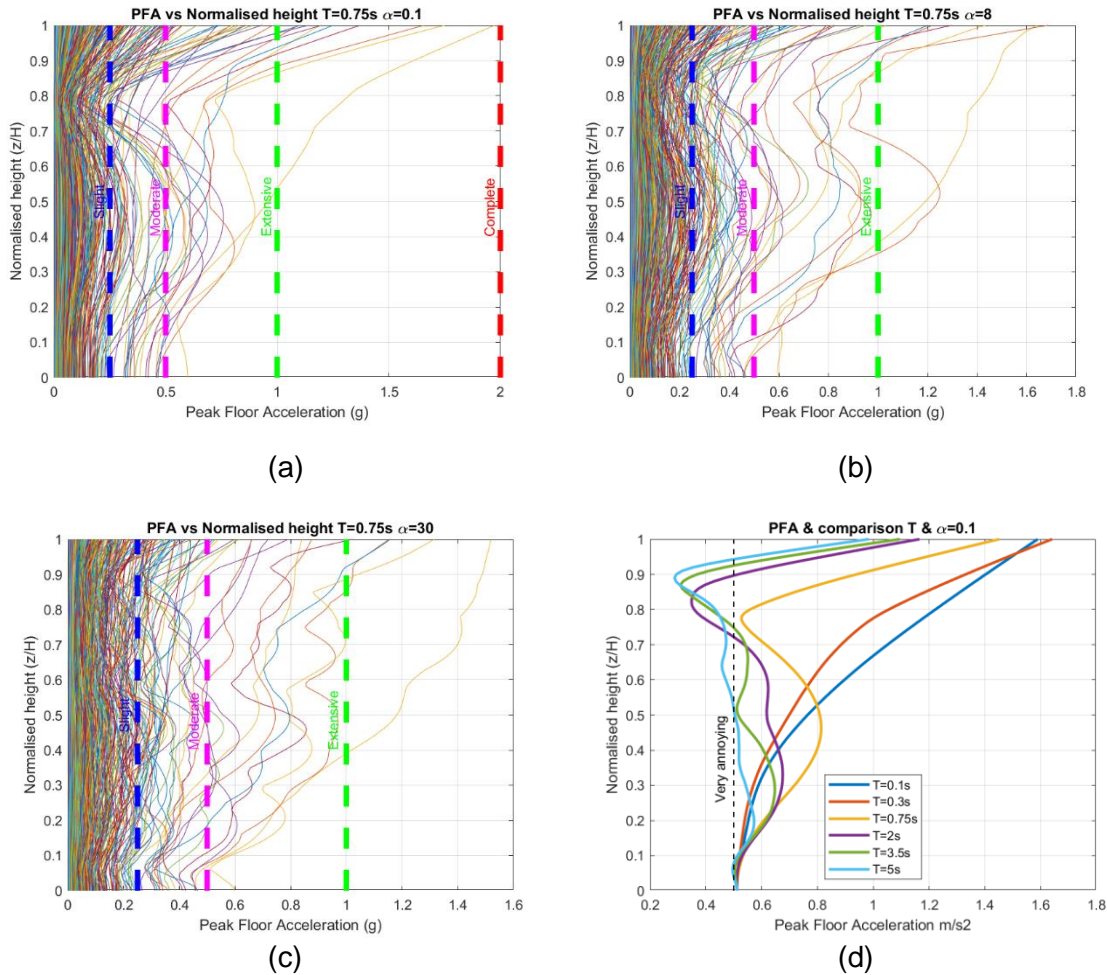 PFA vs Normalised height T=0.75s α=0.1
Normalised height (z/H)
1
0.9
0.8
0.7
0.6
0.5
0.4
0.3
0.2
0.1
0
Slight
Moderate
Extensive
Complete
0 0.5 1 1.5 2
Peak Floor Acceleration (g)
(a)
PFA vs Normalised height T=0.75s α=8
Normalised height (z/H)
1
0.9
0.8
0.7
0.6
0.5
0.4
0.3
0.2
0.1
0
Slight
Moderate
Extensive
0 0.2 0.4 0.6 0.8 1 1.2 1.4 1.6 1.8
Peak Floor Acceleration (g)
(b)
PFA vs Normalised height T=0.75s α=30
Normalised height (z/H)
1
0.9
0.8
0.7
0.6
0.5
0.4
0.3
0.2
0.1
0
Slight
Moderate
Extensive
0 0.2 0.4 0.6 0.8 1 1.2 1.4 1.6
Peak Floor Acceleration (g)
(c)
PFA & comparison T & α=0.1
Normalised height (z/H)
1
0.9
0.8
0.7
0.6
0.5
0.4
0.3
0.2
0.1
0
Very annoying
T=0.1s
T=0.3s
T=0.75s
T=2s
T=3.5s
T=5s
0.2 0.4 0.6 0.8 1 1.2 1.4 1.6 1.8
Peak Floor Acceleration m/s2
(d)